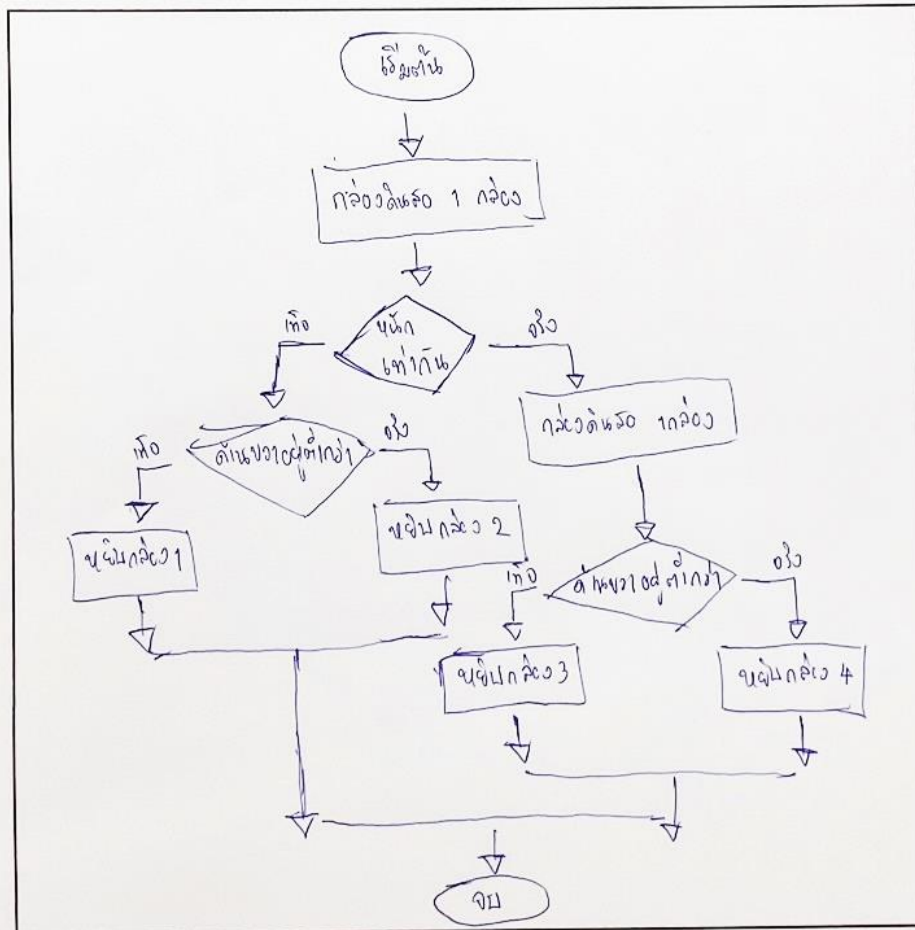 เริ่มต้น
กล่องดินสอ 1 กล่อง
หนัก
เท่ากัน
เท็จ
จริง
กล่องดินสอ 1กล่อง
ด้านขวาอยู่ต่ำกว่า
เท็จ
จริง
หยิบกล่อง 1
หยิบกล่อง 2
ด้านขวาอยู่ต่ำกว่า
เท็จ
จริง
หยิบกล่อง 3
หยิบกล่อง 4
จบ